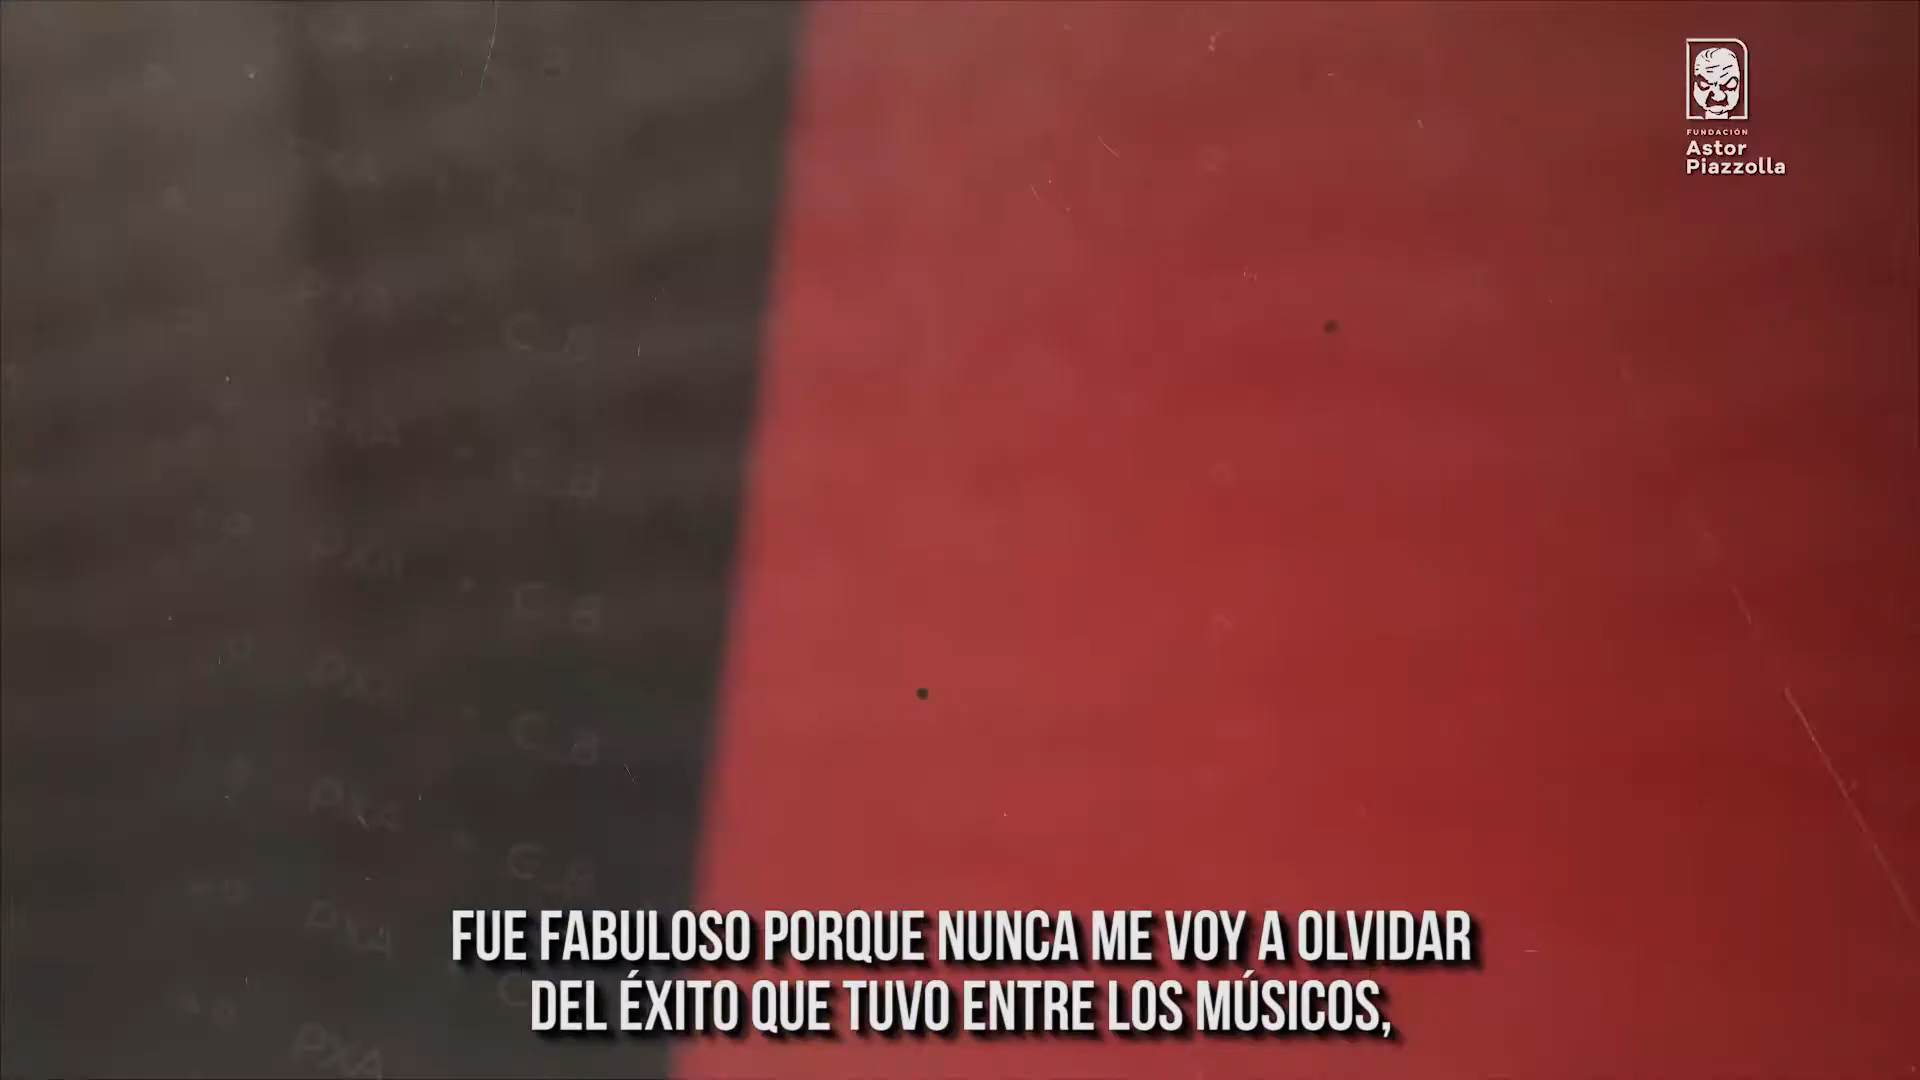 FUNDACIÓN
Astor
Piazzolla
FUE FABULOSO PORQUE NUNCA ME VOY A OLVIDAR
DEL ÉXITO QUE TUVO ENTRE LOS MÚSICOS,